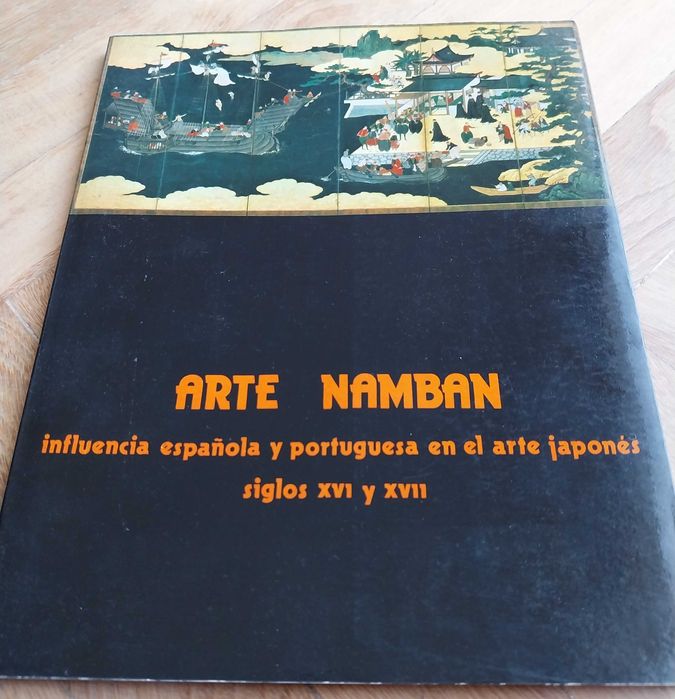 ARTE NAMBAN
influencia española y portuguesa en el arte japonés
siglos XVI y XVII